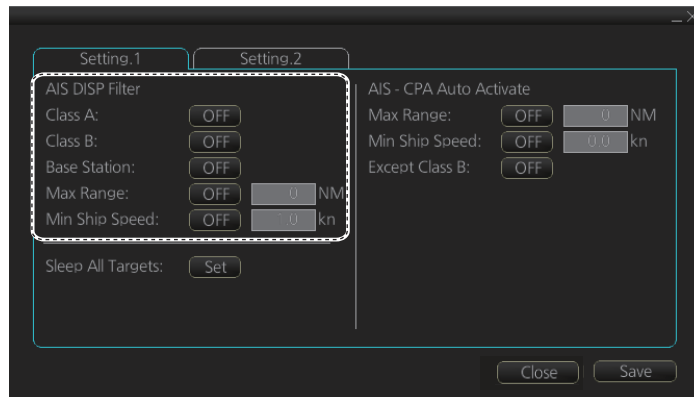 Setting.1
Setting.2
AIS DISP Filter
Class A: OFF
Class B: OFF
Base Station: OFF
Max Range: OFF 0 NM
Min Ship Speed: OFF 1.0 kn
Sleep All Targets: Set
AIS - CPA Auto Activate
Max Range: OFF 0 NM
Min Ship Speed: OFF 0.0 kn
Except Class B: OFF
Close
Save